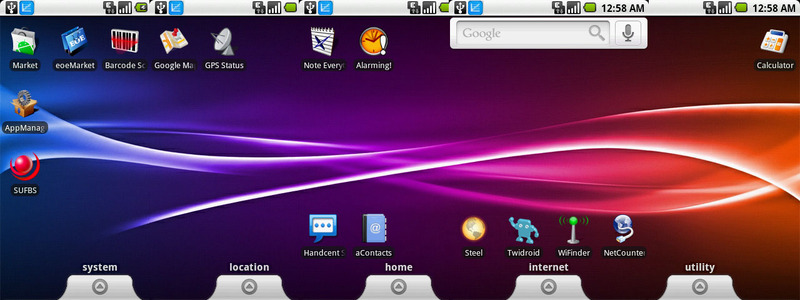 12:58 AM 12:58 AM
Google
Market eoeMarket Barcode Sc Google Ma GPS Status Note Every Alarming! Calculator
AppManag
SUFBS
Handcent S aContacts Steel Twidroid WiFinder NetCounte
system location home internet utility